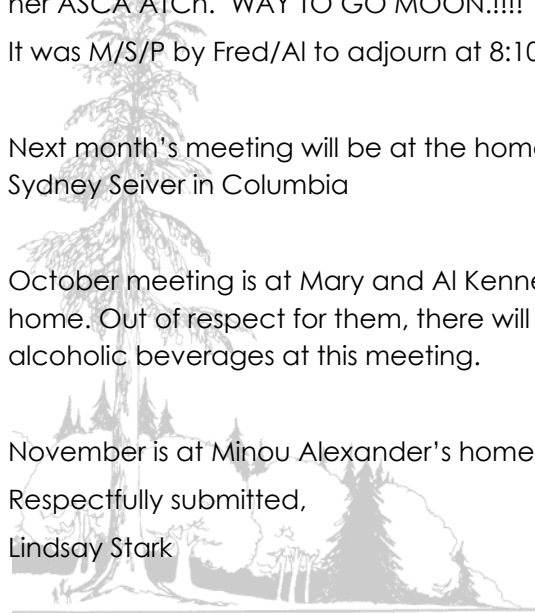 her ASCA ATCh. WAY TO GO MOON.!!!!
It was M/S/P by Fred/Al to adjourn at 8:10
Next month's meeting will be at the home
Sydney Seiver in Columbia
October meeting is at Mary and Al Kenne
home. Out of respect for them, there will
alcoholic beverages at this meeting.
November is at Minou Alexander's home
Respectfully submitted,
Lindsay Stark